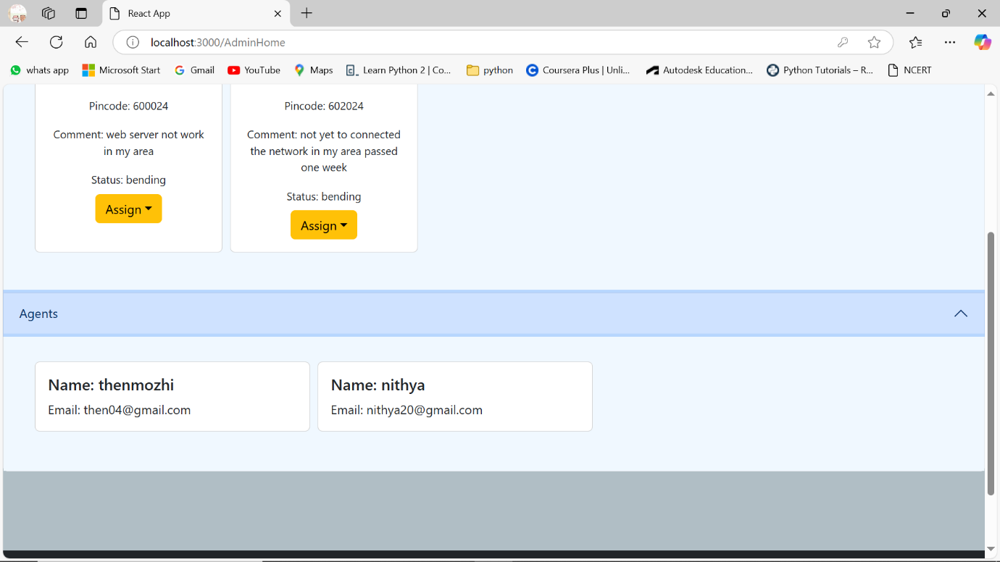 React App
localhost:3000/AdminHome
whats app
Microsoft Start
Gmail
YouTube
Maps
Learn Python 2 | Co...
python
Coursera Plus | Unli...
Autodesk Education...
Python Tutorials – R...
NCERT
Pincode: 600024
Comment: web server not work
in my area
Status: bending
Assign
Pincode: 602024
Comment: not yet to connected
the network in my area passed
one week
Status: bending
Assign
Agents
Name: thenmozhi
Email: then04@gmail.com
Name: nithya
Email: nithya20@gmail.com